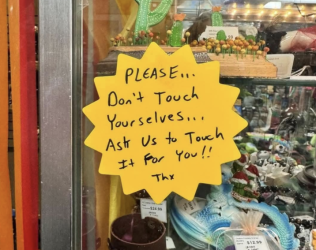 PLEASE...
Don't Touch
Yourselves...
Ask Us to Touch
It For You!!
Thx